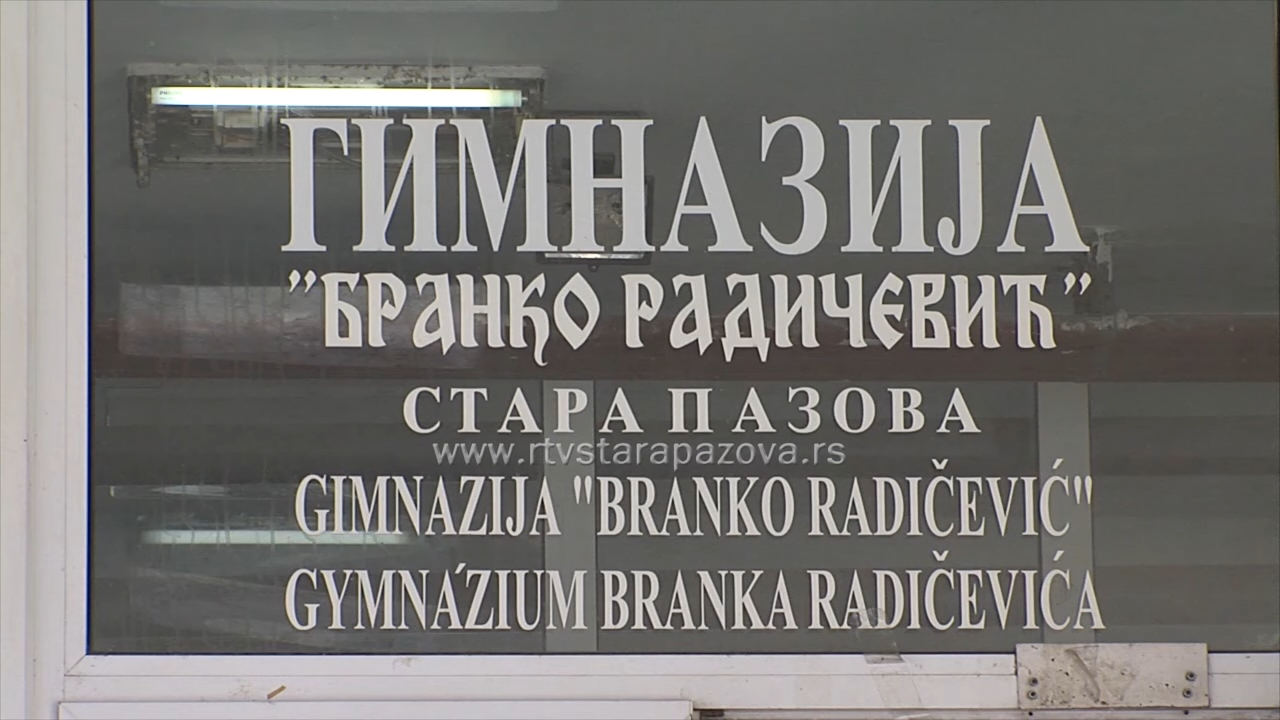 ГИМНАЗИЈА
"БРАНКО РАДИЧЕВИЋ"
СТАРА ПАЗОВА
www.rtvstarapazova.rs
GIMNAZIJA "BRANKO RADIČEVIĆ"
GYMNÁZIUM BRANKA RADIČEVIĆA